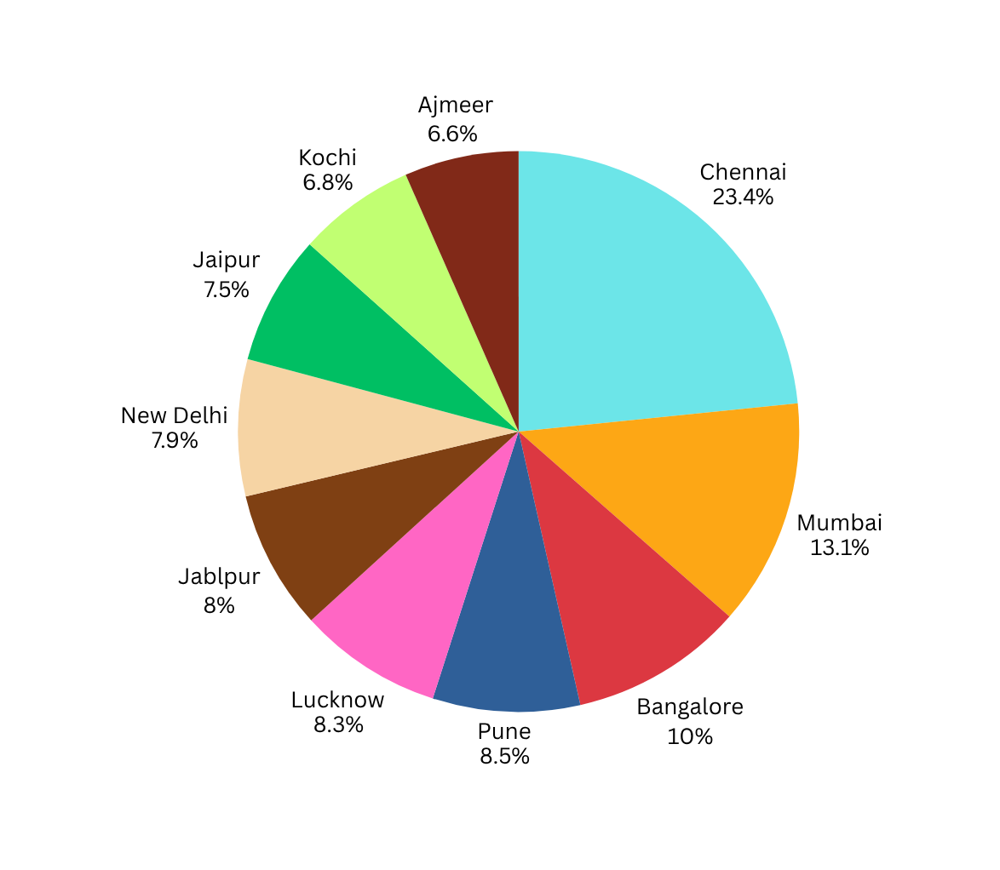 Ajmeer
6.6%
Chennai
23.4%
Mumbai
13.1%
Bangalore
10%
Pune
8.5%
Lucknow
8.3%
Jablpur
8%
New Delhi
7.9%
Jaipur
7.5%
Kochi
6.8%